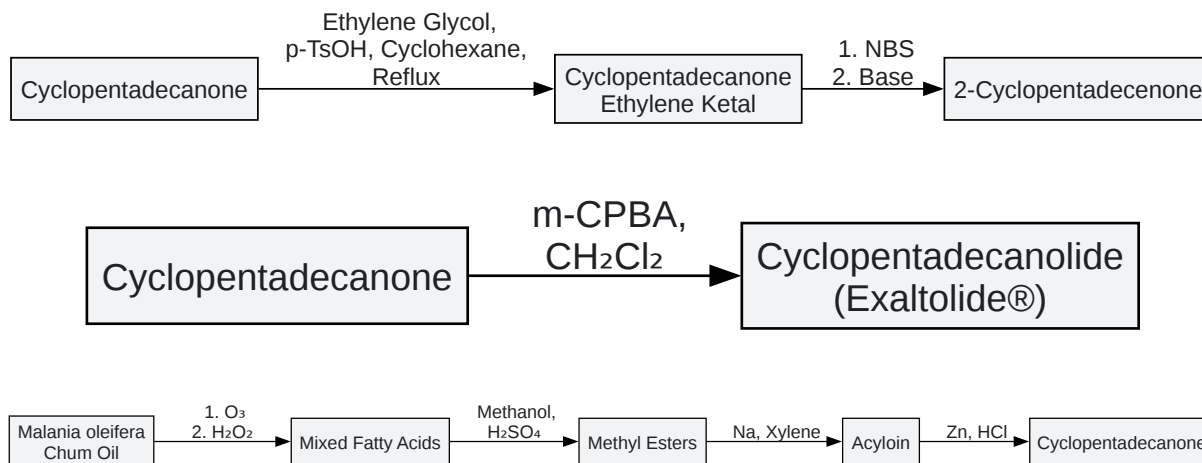 Ethylene Glycol,
p-TsOH, Cyclohexane,
Reflux
1. NBS
2. Base
Cyclopentadecanone
Cyclopentadecanone
Ethylene Ketal
2-Cyclopentadecenone
m-CPBA,
CH₂Cl₂
Cyclopentadecanone
Cyclopentadecanolide
(Exaltolide®)
1. O₃
2. H₂O₂
Methanol,
H₂SO₄
Na, Xylene
Zn, HCl
Malania oleifera
Chum Oil
Mixed Fatty Acids
Methyl Esters
Acyloin
Cyclopentadecanone